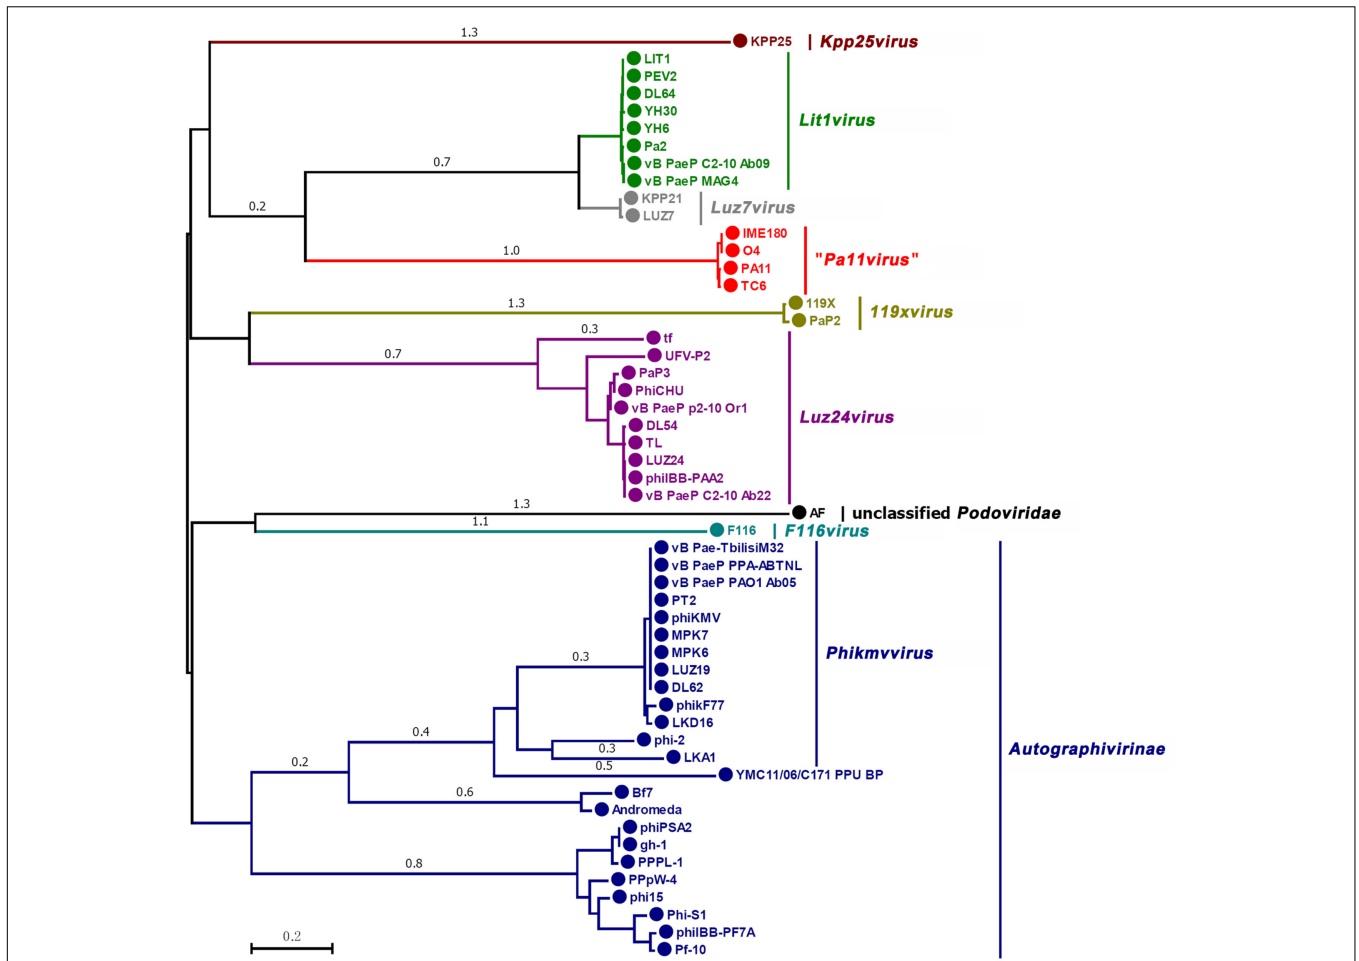 1.3
KPP25 | Kpp25virus
LIT1
PEV2
DL64
YH30
Lit1virus
YH6
Pa2
0.7
vB PaeP C2-10 Ab09
vB PaeP MAG4
KPP21
Luz7virus
0.2
LUZ7
IME180
1.0
O4
"Pa11virus"
PA11
TC6
1.3
119X
119xvirus
PaP2
0.3
tf
0.7
UFV-P2
PaP3
PhiCHU
vB PaeP p2-10 Or1
Luz24virus
DL54
TL
LUZ24
philBB-PAA2
vB PaeP C2-10 Ab22
1.3
AF | unclassified Podoviridae
1.1
F116 | F116virus
vB Pae-TbilisiM32
vB PaeP PPA-ABTNL
vB PaeP PAO1 Ab05
PT2
phiKMV
MPK7
0.3
MPK6
Phikmvvirus
LUZ19
DL62
phikF77
LKD16
0.4
phi-2
0.3
LKA1
Autographivirinae
0.2
0.5
YMC11/06/C171 PPU BP
0.6
Bf7
Andromeda
phiPSA2
gh-1
0.8
PPPL-1
PPpW-4
phi15
Phi-S1
philBB-PF7A
0.2
Pf-10